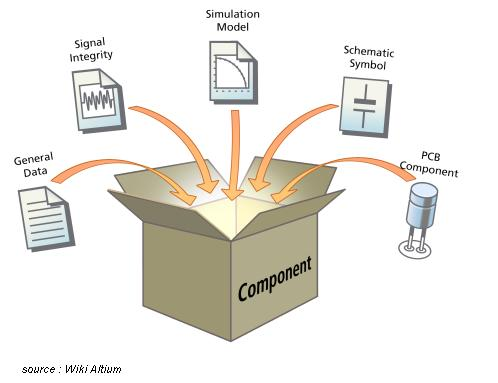 Simulation
Model
Signal
Integrity
Schematic
Symbol
General
Data
PCB
Component
Component
source : Wiki Altium